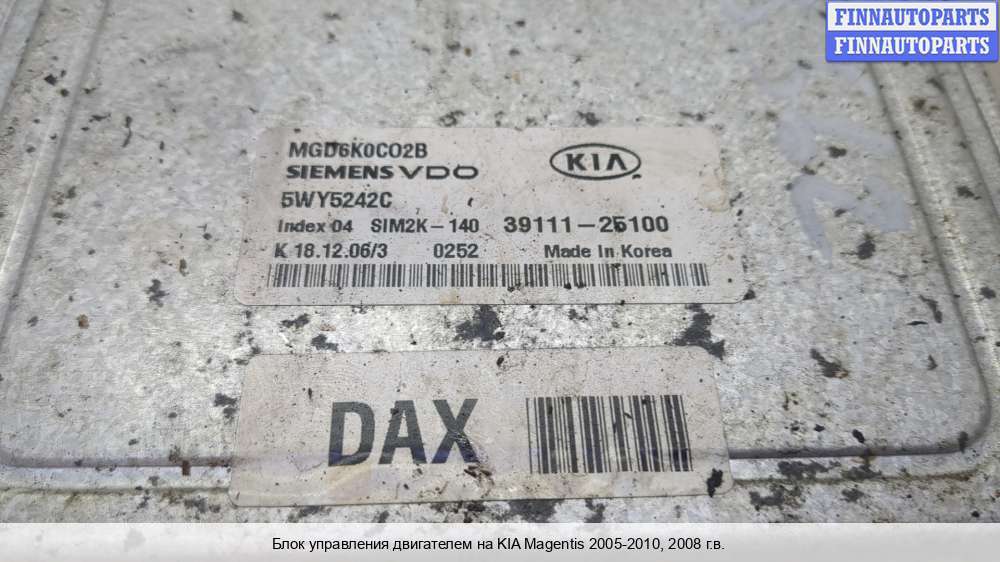 FINNAUTOPARTS
FINNAUTOPARTS
MGD6K0C02B
SIEMENS VDO
KIA
5WY5242C
Index 04 SIM2K-140 39111-25100
K 18.12.06/3 0252 Made In Korea
DAX
Блок управления двигателем на KIA Magentis 2005-2010, 2008 г.в.